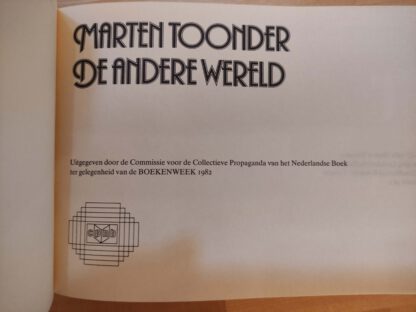 MARTEN TOONDER
DE ANDERE WERELD
Uitgegeven door de Commissie voor de Collectieve Propaganda van het Nederlandse Boek
ter gelegenheid van de BOEKENWEEK 1982
cpnb